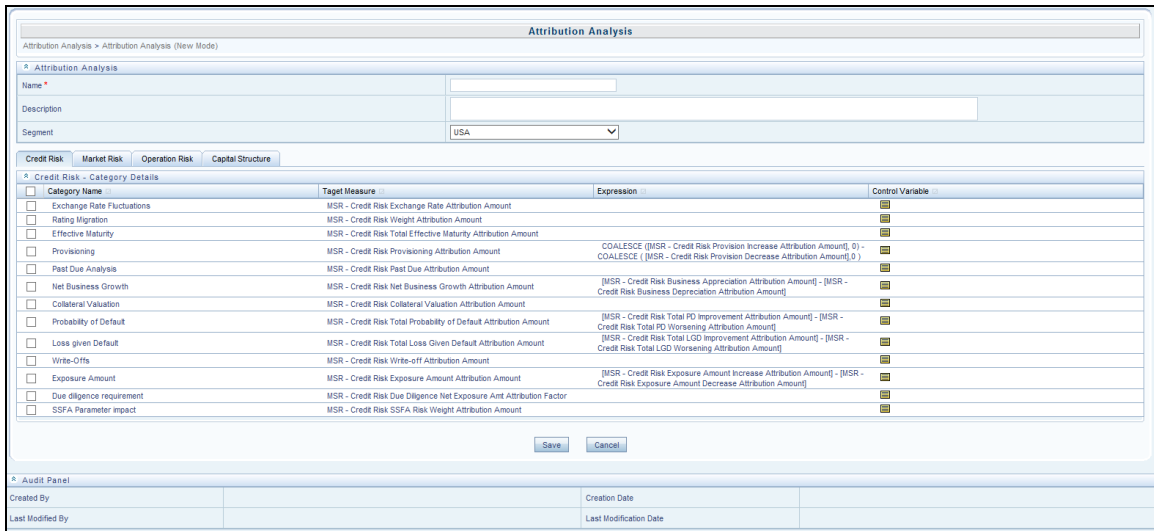 Attribution Analysis
Attribution Analysis > Attribution Analysis (New Mode)
Attribution Analysis
Name *
Description
Segment USA
Credit Risk Market Risk Operation Risk Capital Structure
Credit Risk - Category Details
Category Name Taget Measure Expression Control Variable
Exchange Rate Fluctuations MSR - Credit Risk Exchange Rate Attribution Amount
Rating Migration MSR - Credit Risk Weight Attribution Amount
Effective Maturity MSR - Credit Risk Total Effective Maturity Attribution Amount
Provisioning MSR - Credit Risk Provisioning Attribution Amount COALESCE ([MSR - Credit Risk Provision Increase Attribution Amount], 0) -
COALESCE ( [MSR - Credit Risk Provision Decrease Attribution Amount],0 )
Past Due Analysis MSR - Credit Risk Past Due Attribution Amount
Net Business Growth MSR - Credit Risk Net Business Growth Attribution Amount [MSR - Credit Risk Business Appreciation Attribution Amount] - [MSR -
Credit Risk Business Depreciation Attribution Amount]
Collateral Valuation MSR - Credit Risk Collateral Valuation Attribution Amount
Probability of Default MSR - Credit Risk Total Probability of Default Attribution Amount [MSR - Credit Risk Total PD Improvement Attribution Amount] - [MSR -
Credit Risk Total PD Worsening Attribution Amount]
Loss given Default MSR - Credit Risk Total Loss Given Default Attribution Amount [MSR - Credit Risk Total LGD Improvement Attribution Amount] - [MSR -
Credit Risk Total LGD Worsening Attribution Amount]
Write-Offs MSR - Credit Risk Write-off Attribution Amount
Exposure Amount MSR - Credit Risk Exposure Amount Attribution Amount [MSR - Credit Risk Exposure Amount Increase Attribution Amount] - [MSR -
Credit Risk Exposure Amount Decrease Attribution Amount]
Due diligence requirement MSR - Credit Risk Due Diligence Net Exposure Amt Attribution Factor
SSFA Parameter impact MSR - Credit Risk SSFA Risk Weight Attribution Amount
Save Cancel
Audit Panel
Created By Creation Date
Last Modified By Last Modification Date